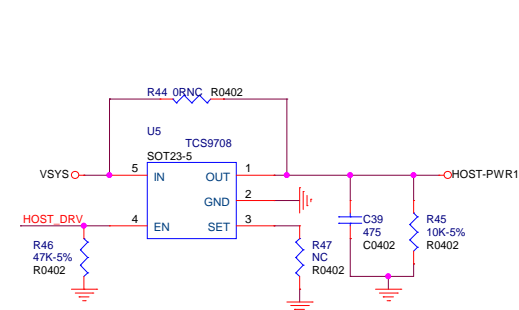 R44 0RNC R0402
U5
TCS9708
SOT23-5
VSYS
5
IN
OUT
1
HOST-PWR1
GND
2
HOST_DRV
4
EN
SET
3
R46
47K-5%
R0402
R47
NC
R0402
C39
475
C0402
R45
10K-5%
R0402